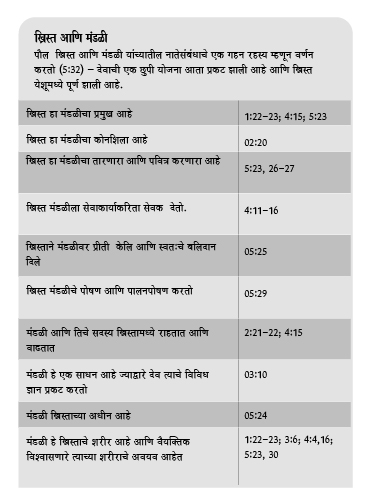 ख्रिस्त आणि मंडळी
पौल ख्रिस्त आणि मंडळी यांच्यातील नातेसंबंधाचे एक गहन रहस्य म्हणून वर्णन
करतो (5:32) – देवाची एक छुपी योजना आता प्रकट झाली आहे आणि ख्रिस्त
येशूमध्ये पूर्ण झाली आहे.
ख्रिस्त हा मंडळीचा प्रमुख आहे 1:22–23; 4:15; 5:23
ख्रिस्त हा मंडळीचा कोनशिला आहे 02:20
ख्रिस्त हा मंडळीचा तारणारा आणि पवित्र करणारा आहे 5:23, 26–27
ख्रिस्त मंडळीला सेवाकार्याकरिता सेवक देतो. 4:11–16
ख्रिस्ताने मंडळीवर प्रीती केलि आणि स्वतःचे बलिदान
दिले 05:25
ख्रिस्त मंडळीचे पोषण आणि पालनपोषण करतो 05:29
मंडळी आणि तिचे सदस्य ख्रिस्तामध्ये राहतात आणि
वाढतात 2:21–22; 4:15
मंडळी हे एक साधन आहे ज्याद्वारे देव त्याचे विविध
ज्ञान प्रकट करतो 03:10
मंडळी ख्रिस्ताच्या अधीन आहे 05:24
मंडळी हे ख्रिस्ताचे शरीर आहे आणि वैयक्तिक 1:22–23; 3:6; 4:4,16;
विश्वासणारे त्याच्या शरीराचे अवयव आहेत 5:23, 30